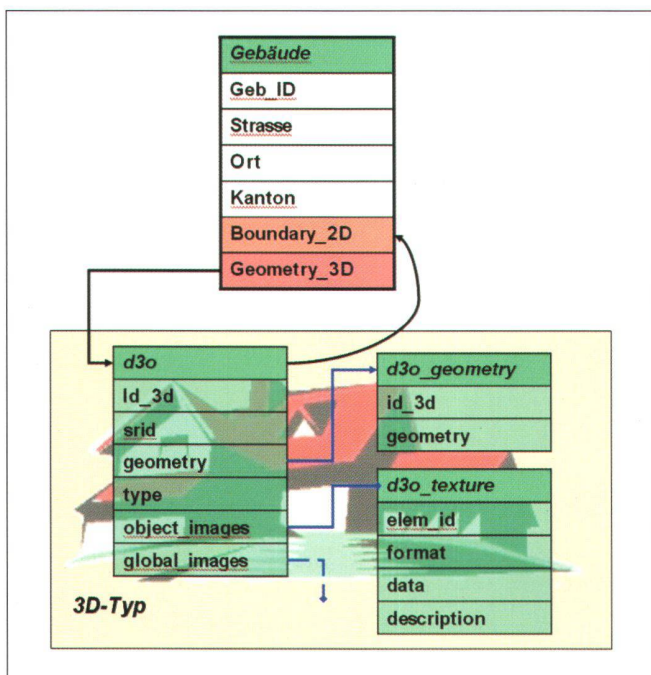 Gebäude
Geb_ID
Strasse
Ort
Kanton
Boundary_2D
Geometry_3D
d3o
Id_3d
srid
geometry
type
object_images
global_images
d3o_geometry
id_3d
geometry
d3o_texture
elem_id
format
data
description
3D-Typ